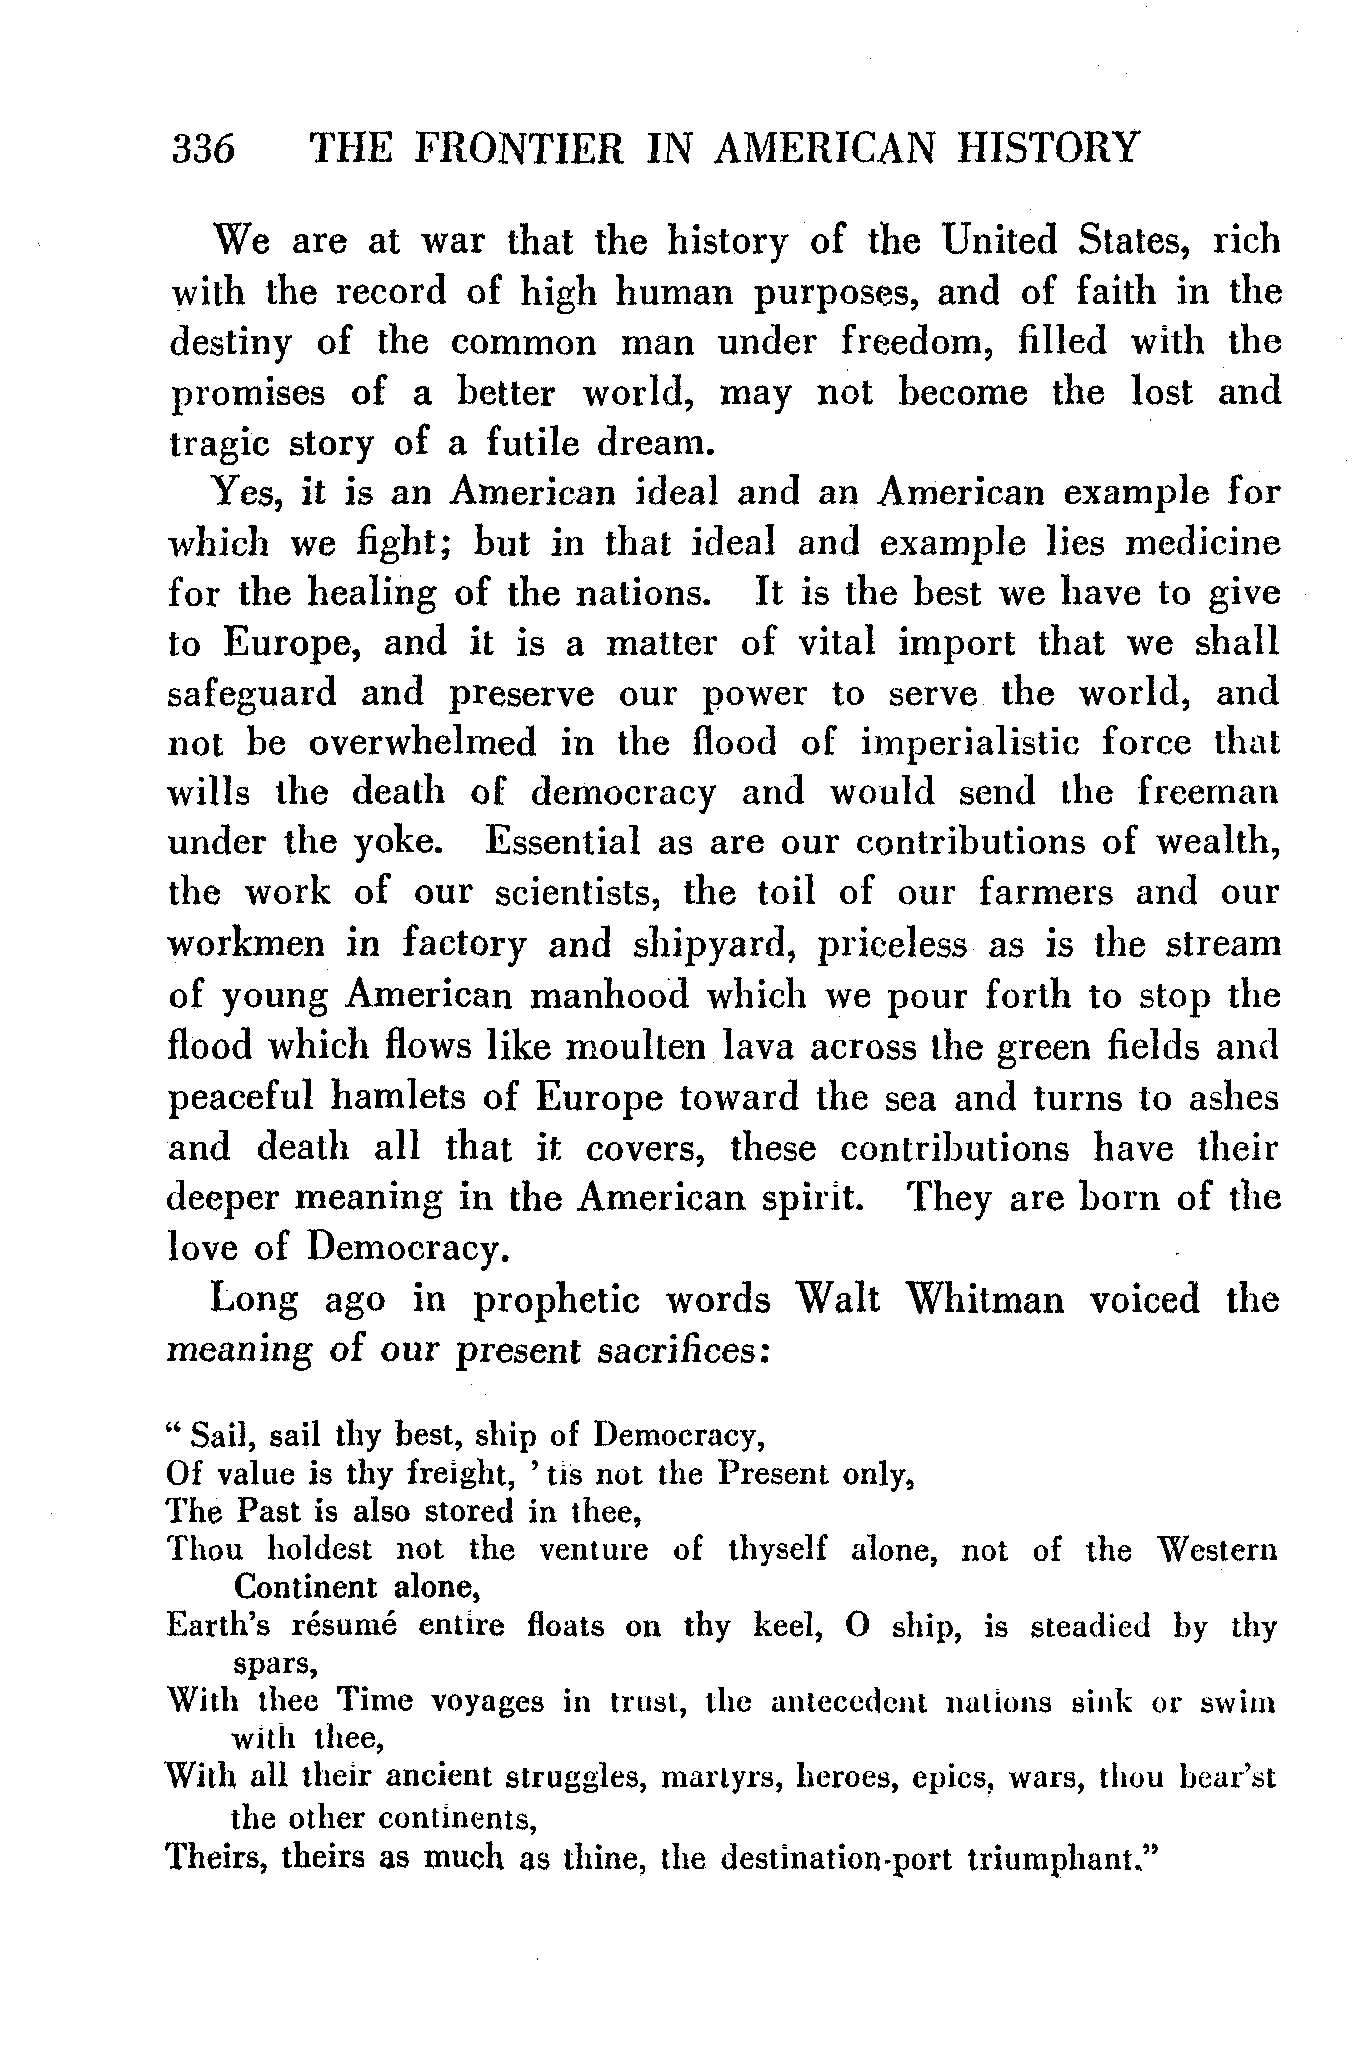 336 THE FRONTIER IN AMERICAN HISTORY
We are at war that the history of the United States, rich
with the record of high human purposes, and of faith in the
destiny of the common man under freedom, filled with the
promises of a better world, may not become the lost and
tragic story of a futile dream.
Yes, it is an American ideal and an American example for
which we fight; but in that ideal and example lies medicine
for the healing of the nations. It is the best we have to give
to Europe, and it is a matter of vital import that we shall
safeguard and preserve our power to serve the world, and
not be overwhelmed in the flood of imperialistic force that
wills the death of democracy and would send the freeman
under the yoke. Essential as are our contributions of wealth,
the work of our scientists, the toil of our farmers and our
workmen in factory and shipyard, priceless as is the stream
of young American manhood which we pour forth to stop the
flood which flows like moulten lava across the green fields and
peaceful hamlets of Europe toward the sea and turns to ashes
and death all that it covers, these contributions have their
deeper meaning in the American spirit. They are born of the
love of Democracy.
Long ago in prophetic words Walt Whitman voiced the
meaning of our present sacrifices:
" Sail, sail thy best, ship of Democracy,
Of value is thy freight, ' tis not the Present only,
The Past is also stored in thee,
Thou holdest not the venture of thyself alone, not of the Western
Continent alone,
Earth's résumé entire floats on thy keel, O ship, is steadied by thy
spars,
With thee Time voyages in trust, the antecedent nations sink or swim
with thee,
With all their ancient struggles, martyrs, heroes, epics, wars, thou bear'st
the other continents,
Theirs, theirs as much as thine, the destination-port triumphant."